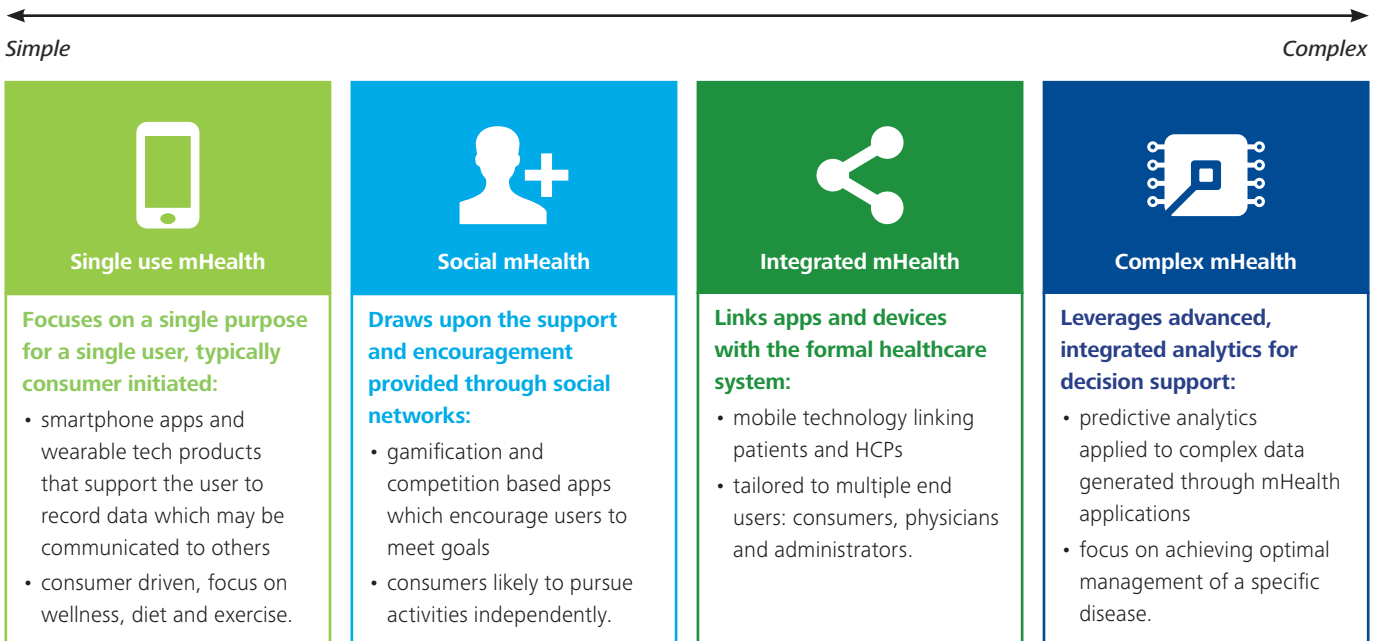 Simple
Complex
Single use mHealth
Focuses on a single purpose
for a single user, typically
consumer initiated:
• smartphone apps and
wearable tech products
that support the user to
record data which may be
communicated to others
• consumer driven, focus on
wellness, diet and exercise.
Social mHealth
Draws upon the support
and encouragement
provided through social
networks:
• gamification and
competition based apps
which encourage users to
meet goals
• consumers likely to pursue
activities independently.
Integrated mHealth
Links apps and devices
with the formal healthcare
system:
• mobile technology linking
patients and HCPs
• tailored to multiple end
users: consumers, physicians
and administrators.
Complex mHealth
Leverages advanced,
integrated analytics for
decision support:
• predictive analytics
applied to complex data
generated through mHealth
applications
• focus on achieving optimal
management of a specific
disease.